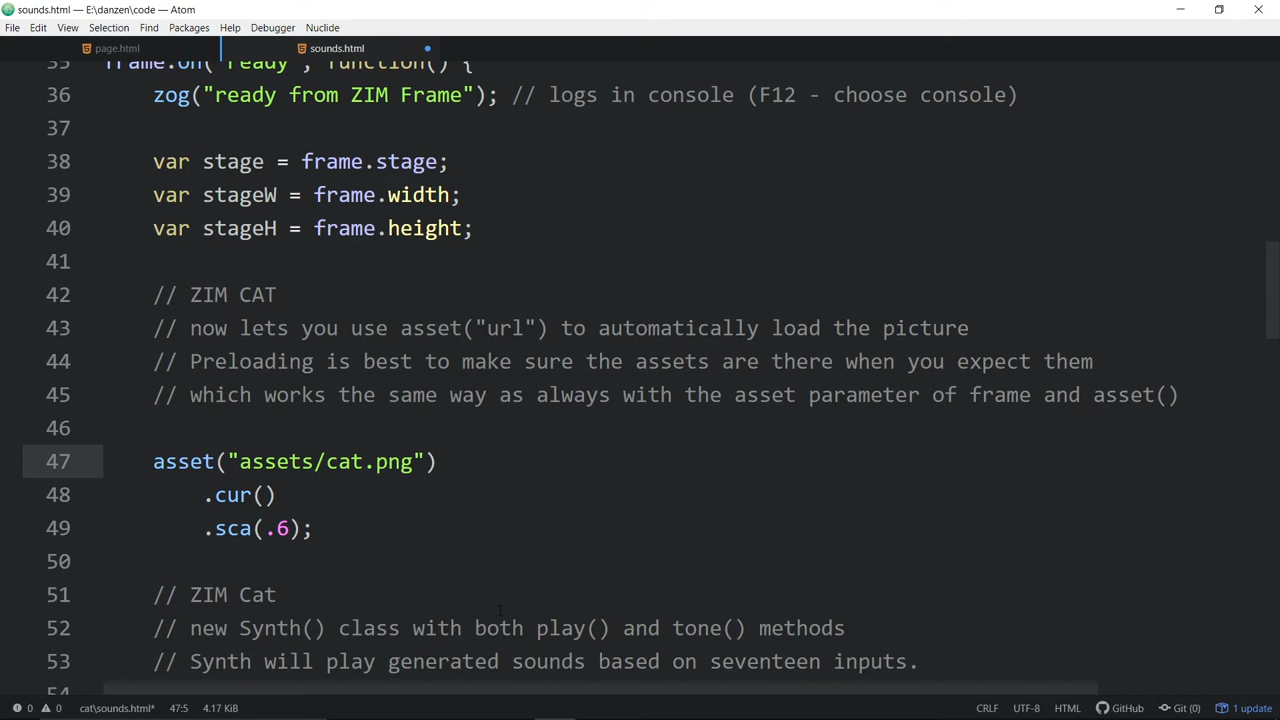 sounds.html — E:\danzen\code — Atom
File Edit View Selection Find Packages Help Debugger Nuclide
page.html sounds.html
35 frame.on("ready", function() {
36 zog("ready from ZIM Frame"); // logs in console (F12 - choose console)
37
38 var stage = frame.stage;
39 var stageW = frame.width;
40 var stageH = frame.height;
41
42 // ZIM CAT
43 // now lets you use asset("url") to automatically load the picture
44 // Preloading is best to make sure the assets are there when you expect them
45 // which works the same way as always with the asset parameter of frame and asset()
46
47 asset("assets/cat.png")
48 .cur()
49 .sca(.6);
50
51 // ZIM Cat
52 // new Synth() class with both play() and tone() methods
53 // Synth will play generated sounds based on seventeen inputs.
54
0 0 cat\sounds.html* 47:5 4.17 KiB CRLF UTF-8 HTML GitHub Git (0) 1 update